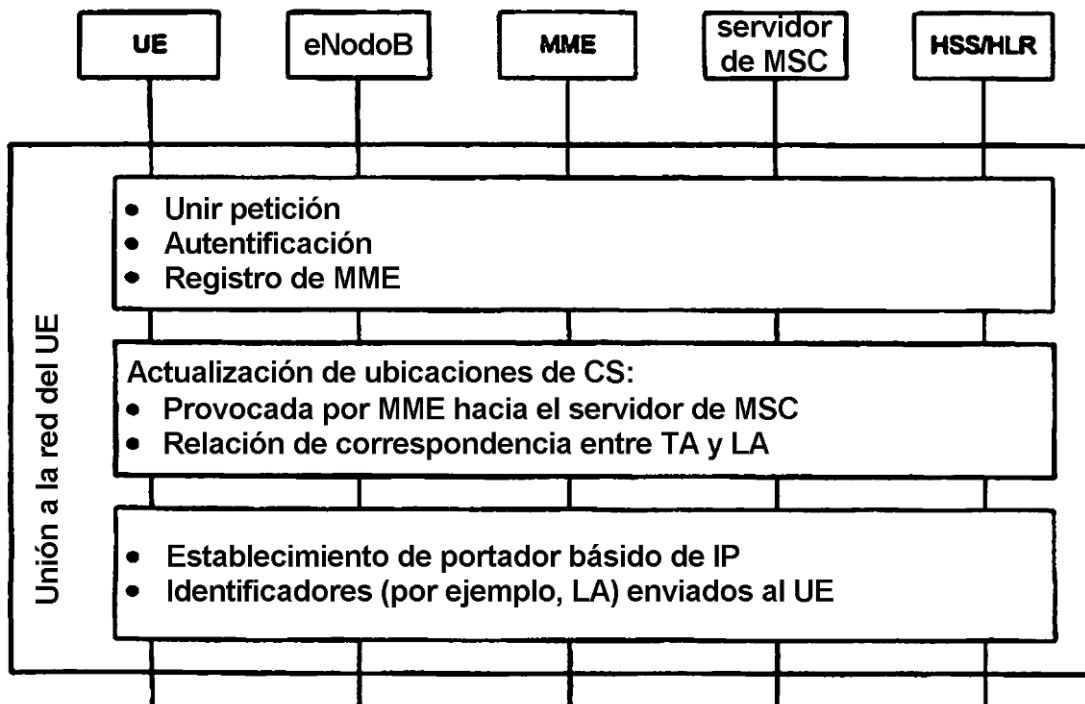 UE
eNodoB
MME
servidor
de MSC
HSS/HLR
Unión a la red del UE
• Unir petición
• Autentificación
• Registro de MME
Actualización de ubicaciones de CS:
• Provocada por MME hacia el servidor de MSC
• Relación de correspondencia entre TA y LA
• Establecimiento de portador básido de IP
• Identificadores (por ejemplo, LA) enviados al UE